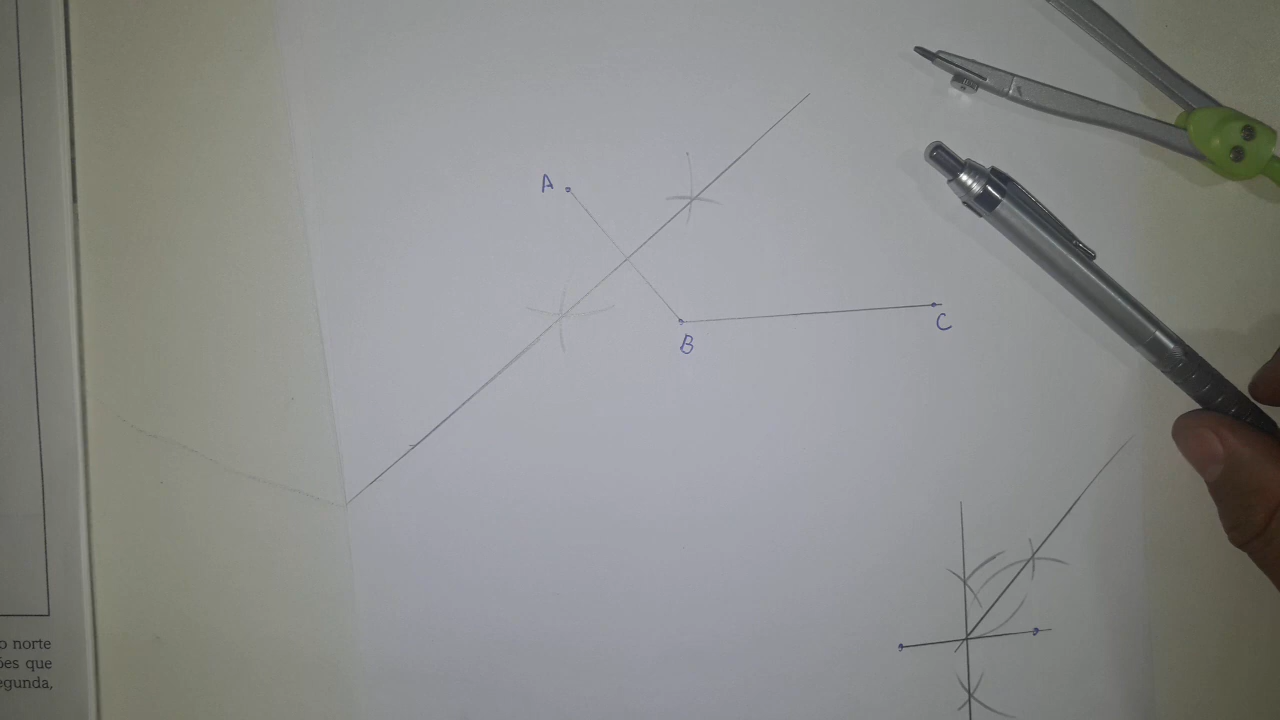 A
B
C
o norte
ões que
egunda,